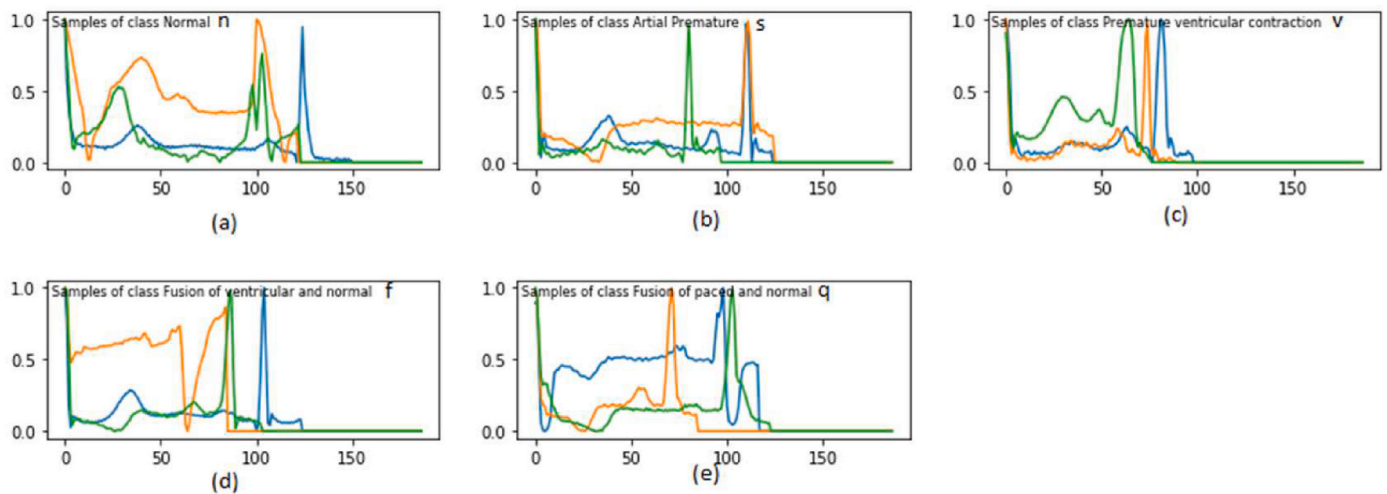 Samples of class Normal n
1.0
0.5
0.0
0 50 100 150
(a)
Samples of class Artial Premature s
1.0
0.5
0.0
0 50 100 150
(b)
Samples of class Premature ventricular contraction v
1.0
0.5
0.0
0 50 100 150
(c)
Samples of class Fusion of ventricular and normal f
1.0
0.5
0.0
0 50 100 150
(d)
Samples of class Fusion of paced and normal q
1.0
0.5
0.0
0 50 100 150
(e)